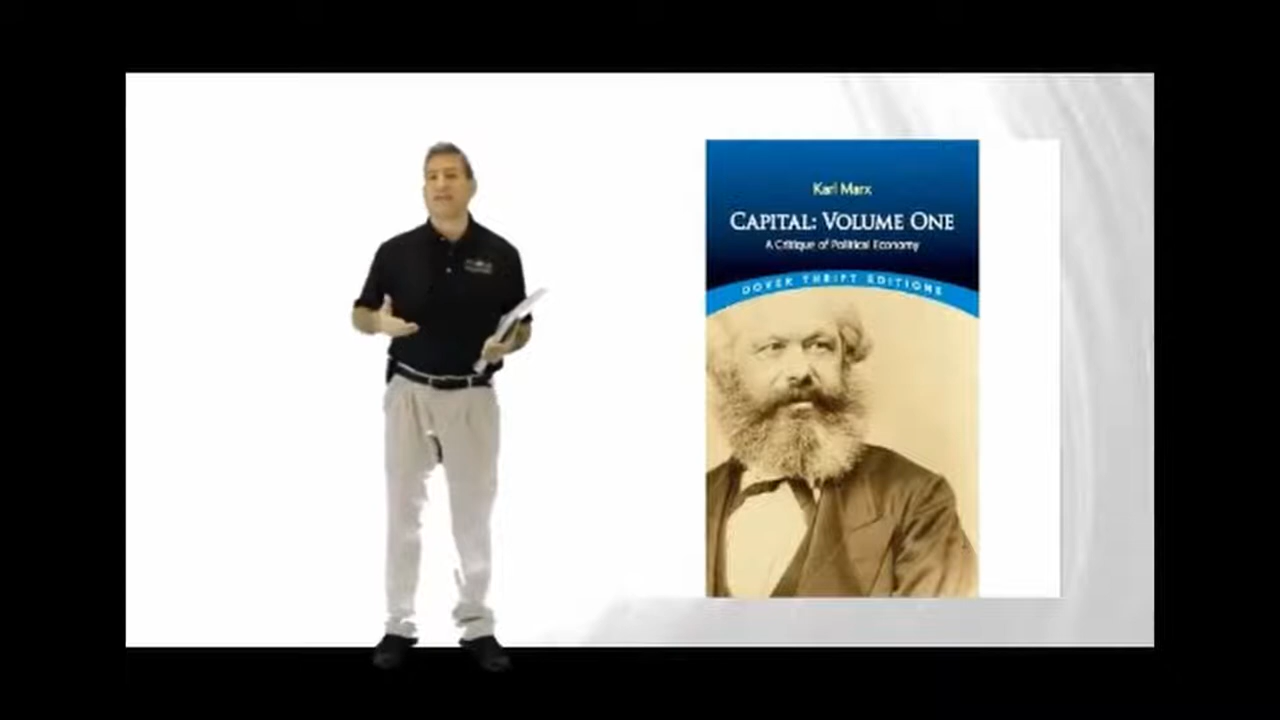 Karl Marx
CAPITAL: VOLUME ONE
A Critique of Political Economy
DOVER THRIFT EDITIONS